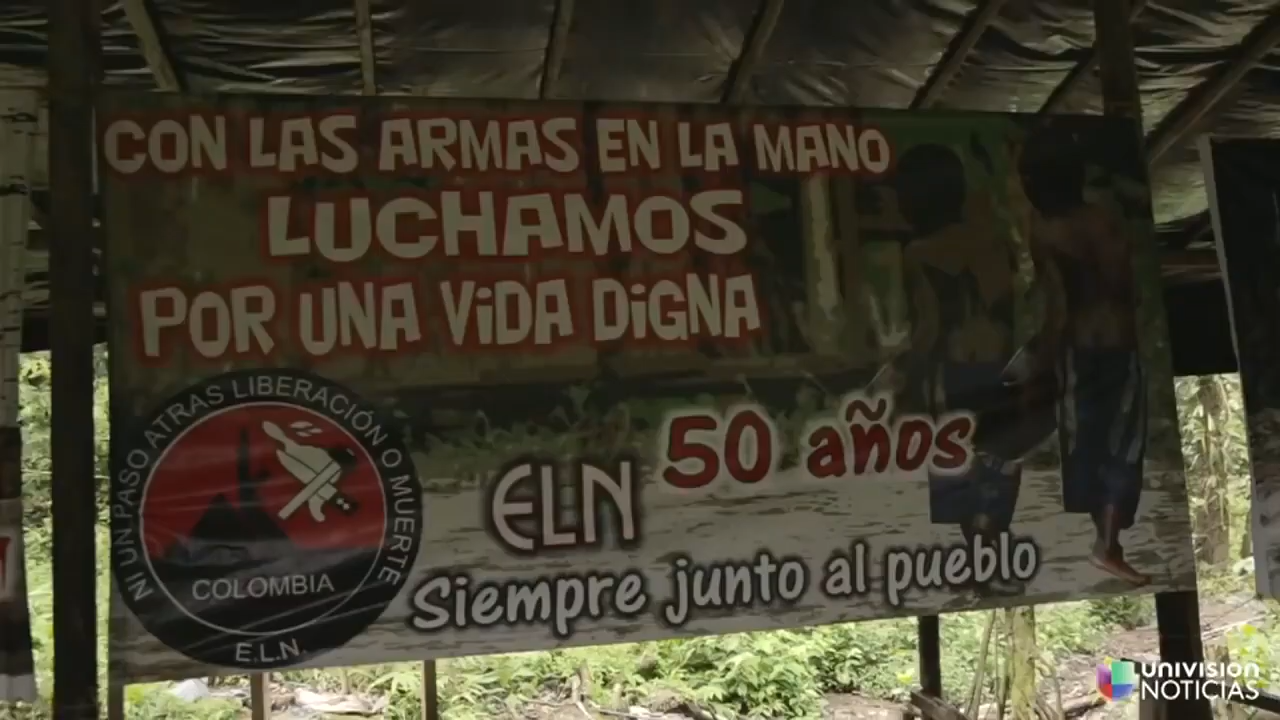 CON LAS ARMAS EN LA MANO
LUCHAMOS
POR UNA ViDA DiGNA
NI UN PASO ATRAS LIBERACIÓN O MUERTE
COLOMBIA
E.L.N.
ELN 50 años
Siempre junto al pueblo
UNIVISION
NOTICIAS